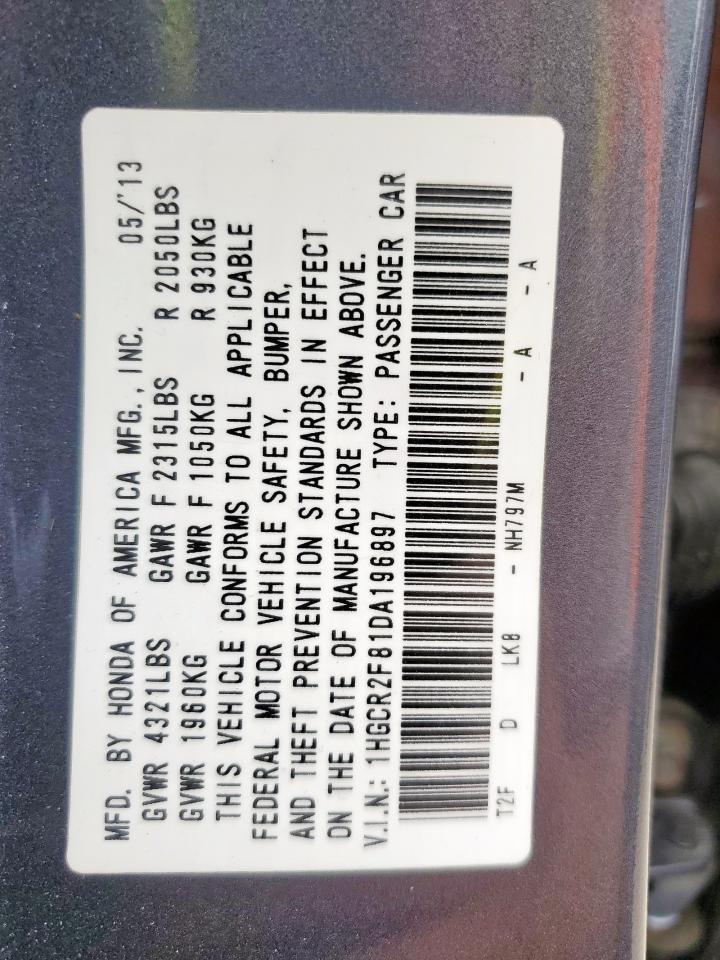 MFD. BY HONDA OF AMERICA MFG., INC. 05/'13
GVWR 4321LBS GAWR F 2315LBS R 2050LBS
GVWR 1960KG GAWR F 1050KG R 930KG
THIS VEHICLE CONFORMS TO ALL APPLICABLE
FEDERAL MOTOR VEHICLE SAFETY, BUMPER,
AND THEFT PREVENTION STANDARDS IN EFFECT
ON THE DATE OF MANUFACTURE SHOWN ABOVE.
V.I.N.: 1HGCR2F81DA196897 TYPE: PASSENGER CAR
T2F D LK8 - NH797M - A - A